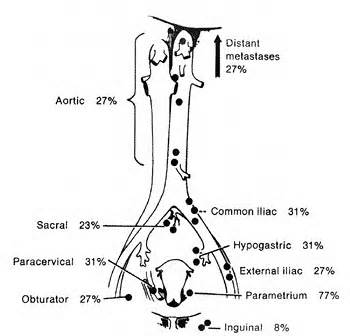 Distant
metastases
27%
Aortic 27%
Common iliac 31%
Sacral 23%
Hypogastric 31%
Paracervical 31%
External iliac 27%
Obturator 27%
Parametrium 77%
Inguinal 8%